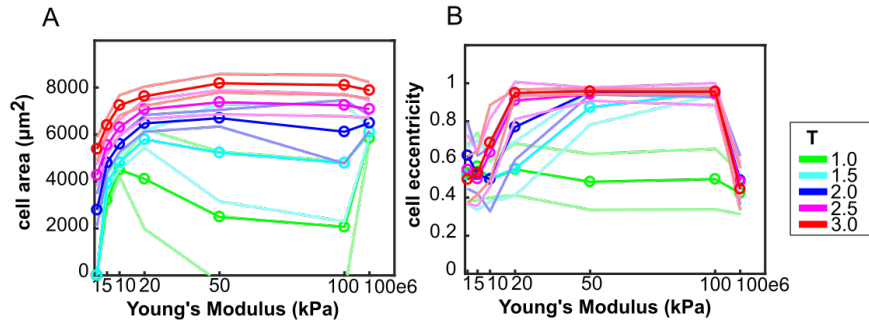 A
B
cell area (µm²)
8000
6000
4000
2000
0
15 10 20 50 100 100e6
Young's Modulus (kPa)
cell eccentricity
1
0.8
0.6
0.4
0.2
0
15 10 20 50 100 100e6
Young's Modulus (kPa)
T
1.0
1.5
2.0
2.5
3.0